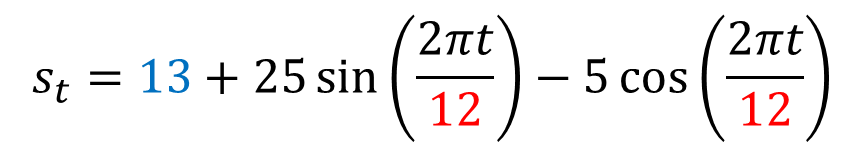 s_t = 13 + 25 sin(2πt/12) − 5 cos(2πt/12)